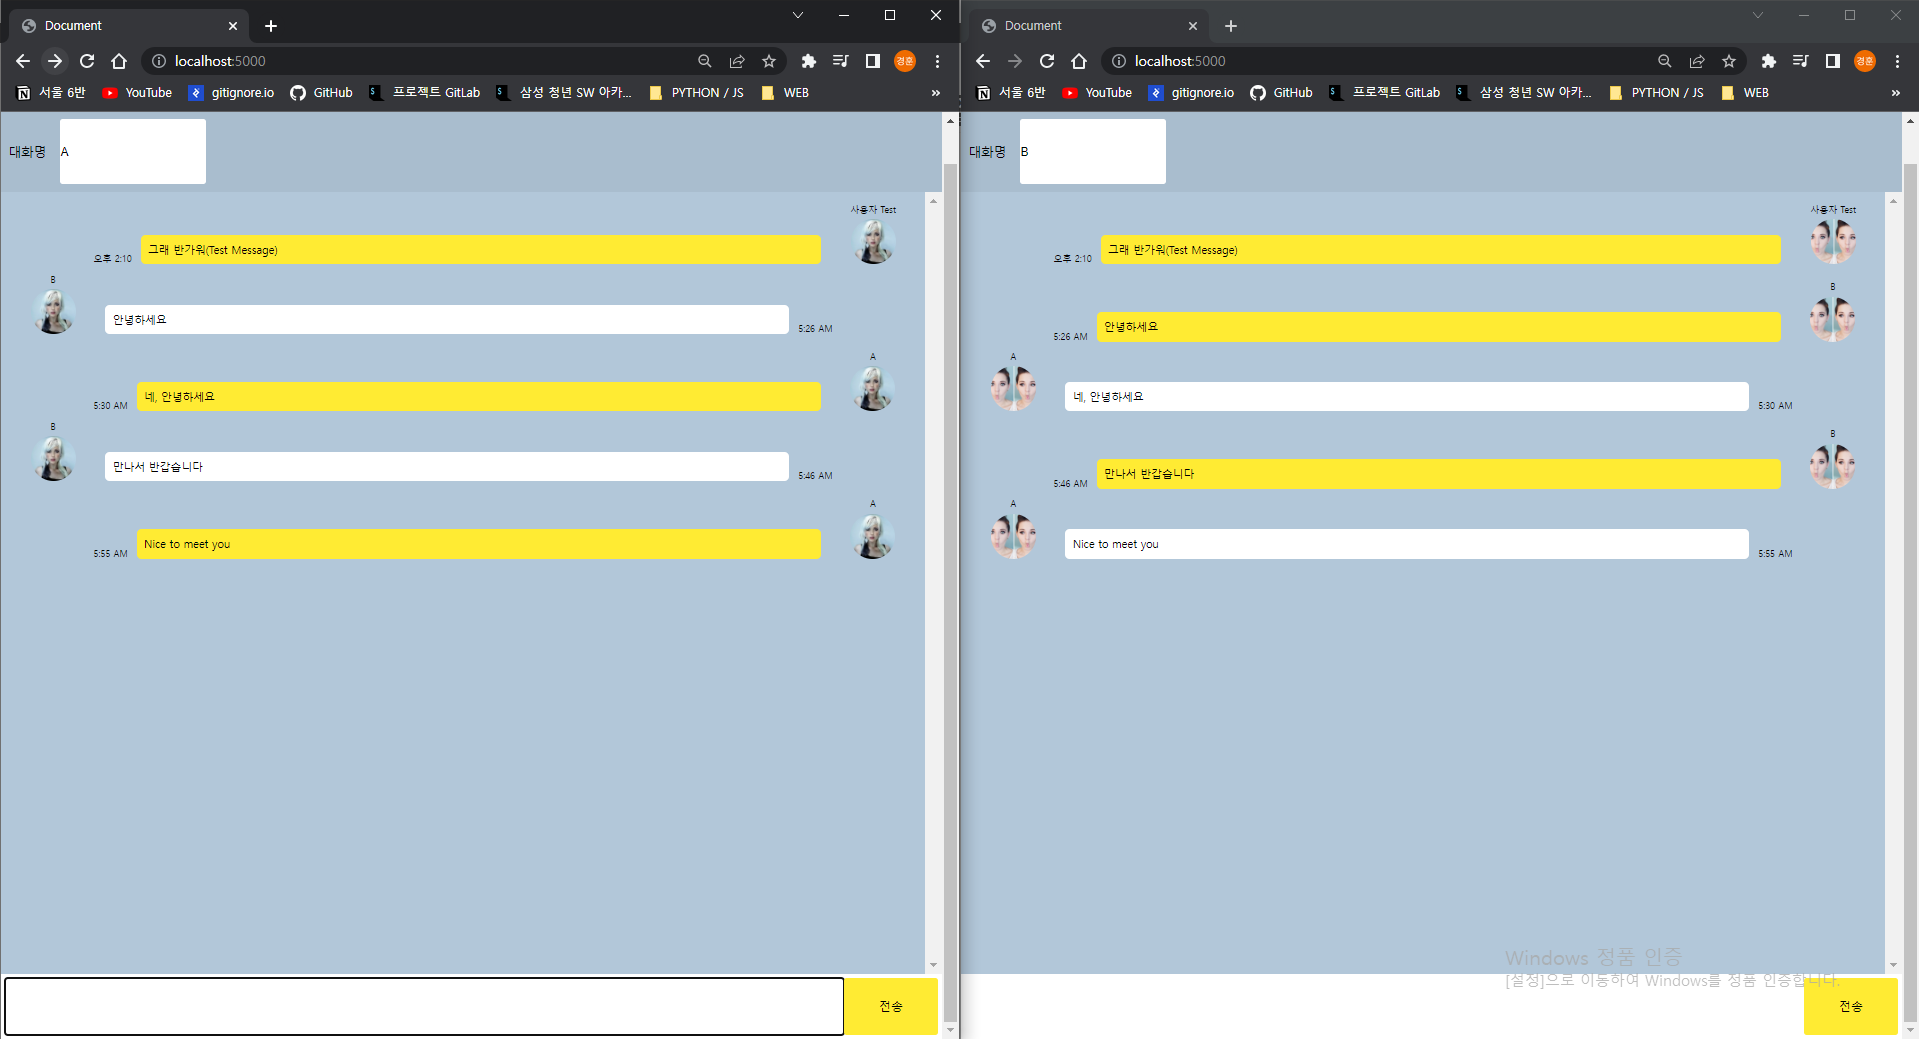 Document
localhost:5000
경훈
서울 6반 YouTube gitignore.io GitHub 프로젝트 GitLab 삼성 청년 SW 아카... PYTHON / JS WEB »
대화명 A
사용자 Test
오후 2:10 그래 반가워(Test Message)
B
안녕하세요 5:26 AM
A
5:30 AM 네, 안녕하세요
B
만나서 반갑습니다 5:46 AM
A
5:55 AM Nice to meet you
전송
Document
localhost:5000
경훈
서울 6반 YouTube gitignore.io GitHub 프로젝트 GitLab 삼성 청년 SW 아카... PYTHON / JS WEB »
대화명 B
사용자 Test
오후 2:10 그래 반가워(Test Message)
B
5:26 AM 안녕하세요
A
네, 안녕하세요 5:30 AM
B
5:46 AM 만나서 반갑습니다
A
Nice to meet you 5:55 AM
Windows 정품 인증
[설정]으로 이동하여 Windows를 정품 인증합니다.
전송